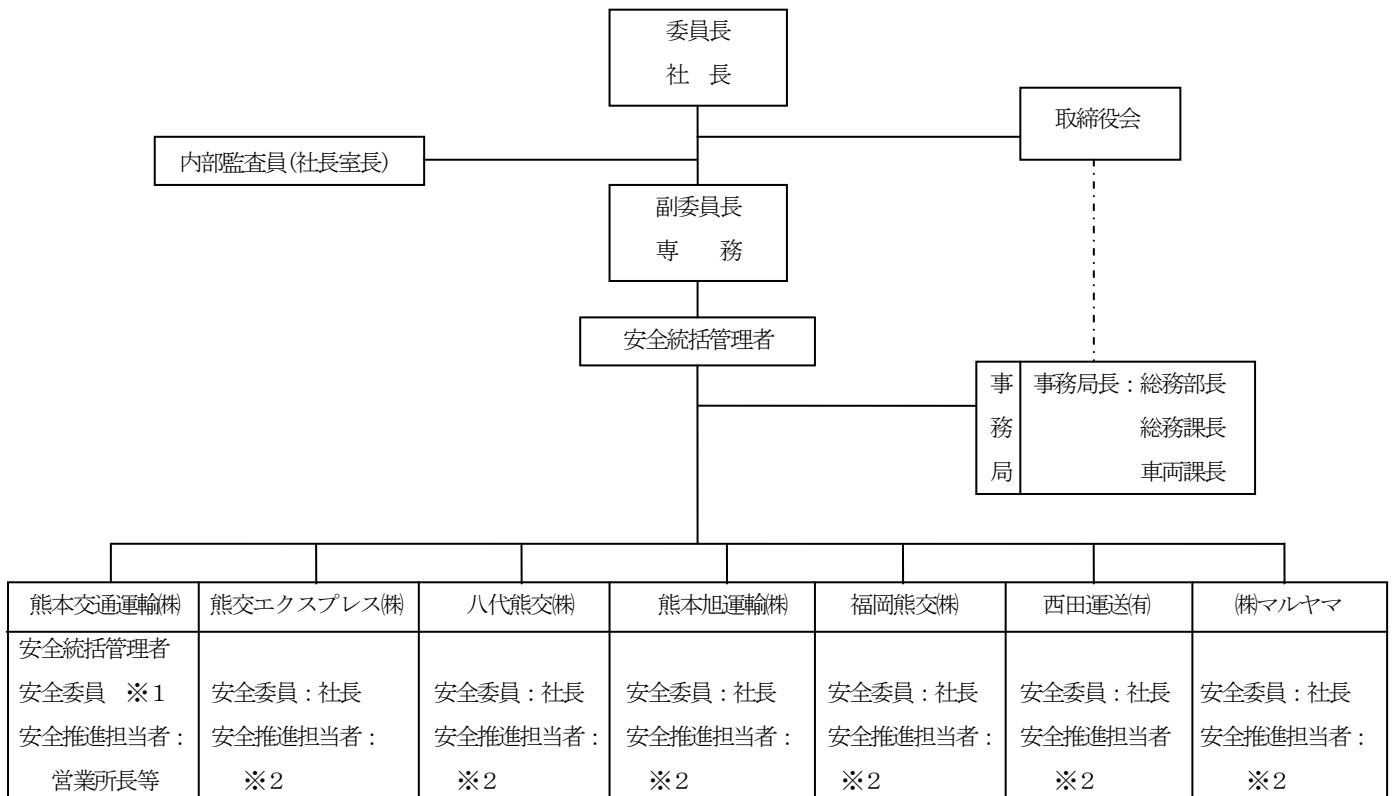 委員長
社 長
取締役会
内部監査員(社長室長)
副委員長
専 務
安全統括管理者
事務局
事務局長:総務部長
総務課長
車両課長
熊本交通運輸㈱
安全統括管理者
安全委員 ※1
安全推進担当者:
営業所長等
熊交エクスプレス㈱
安全委員:社長
安全推進担当者:
※2
八代熊交㈱
安全委員:社長
安全推進担当者:
※2
熊本旭運輸㈱
安全委員:社長
安全推進担当者:
※2
福岡熊交㈱
安全委員:社長
安全推進担当者:
※2
西田運送㈲
安全委員:社長
安全推進担当者
※2
㈱マルヤマ
安全委員:社長
安全推進担当者:
※2